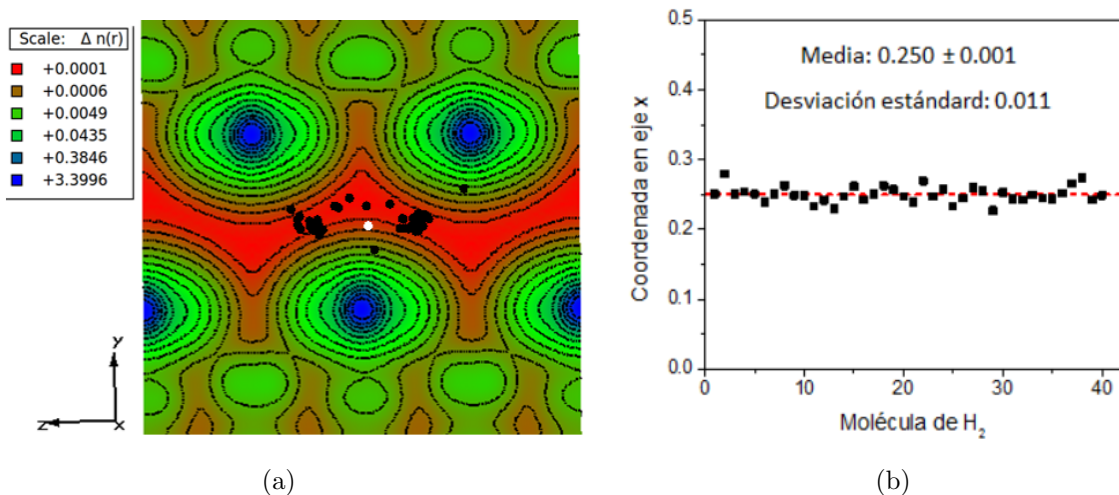 Scale: Δ n(r)
+0.0001
+0.0006
+0.0049
+0.0435
+0.3846
+3.3996
y
z
x
(a)
0.5
0.4
0.3
0.2
0.1
0.0
Coordenada en eje x
Media: 0.250 ± 0.001
Desviación estándard: 0.011
0 10 20 30 40
Molécula de H₂
(b)